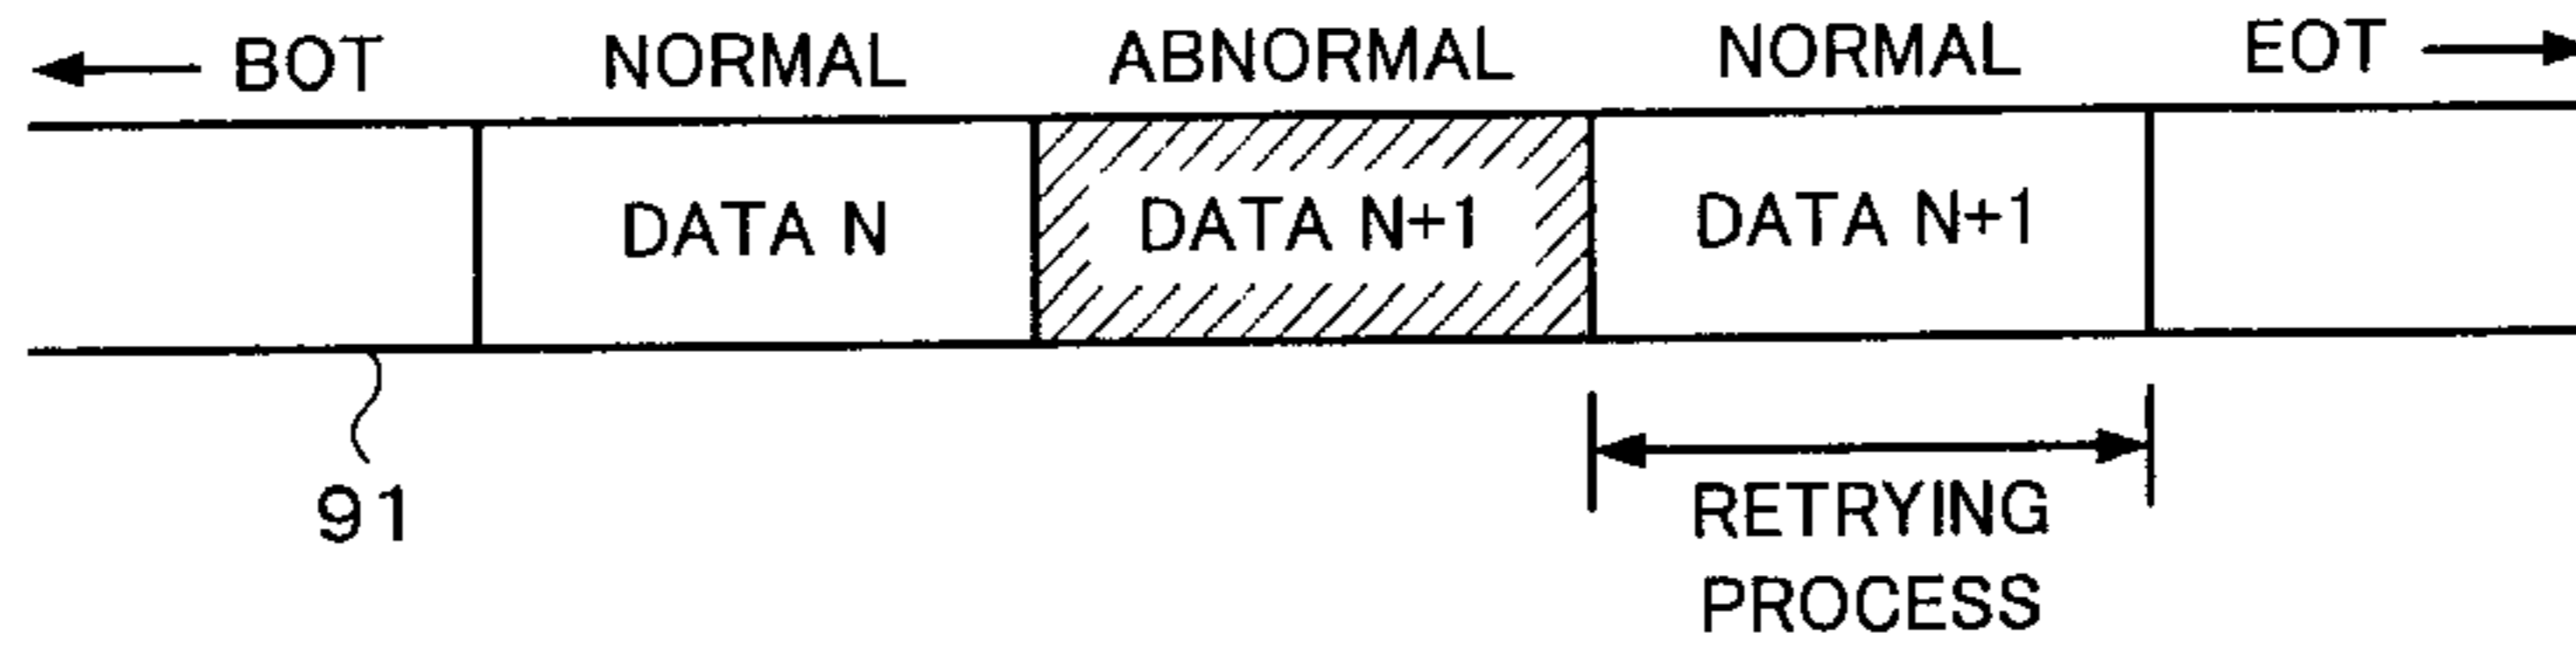 BOT NORMAL ABNORMAL NORMAL EOT
DATA N DATA N+1 DATA N+1
91
RETRYING
PROCESS